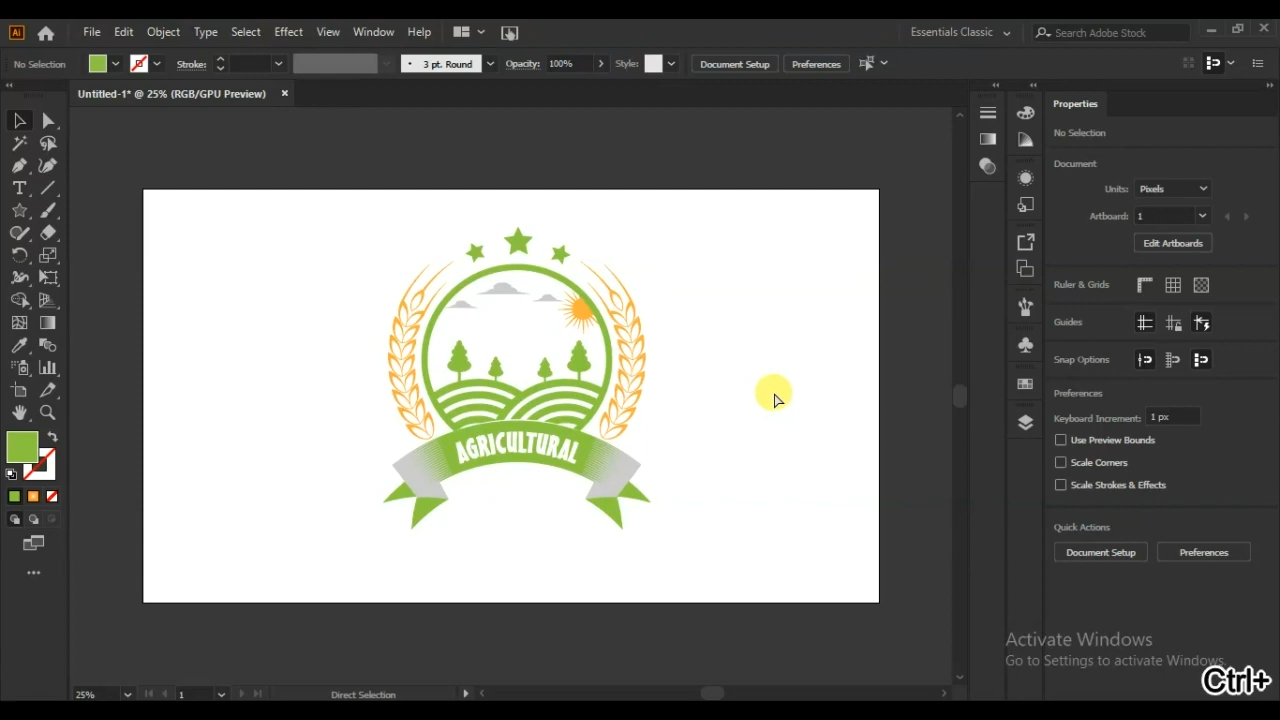 Ai File Edit Object Type Select Effect View Window Help Essentials Classic Search Adobe Stock
No Selection Stroke: 3 pt. Round Opacity: 100% Style: Document Setup Preferences
Untitled-1* @ 25% (RGB/GPU Preview) ×
Properties
No Selection
Document
Units: Pixels
Artboard: 1
Edit Artboards
Ruler & Grids
Guides
Snap Options
Preferences
Keyboard Increment: 1 px
Use Preview Bounds
Scale Corners
Scale Strokes & Effects
Quick Actions
Document Setup Preferences
AGRICULTURAL
Activate Windows
Go to Settings to activate Windows.
Ctrl+
25% 1 Direct Selection